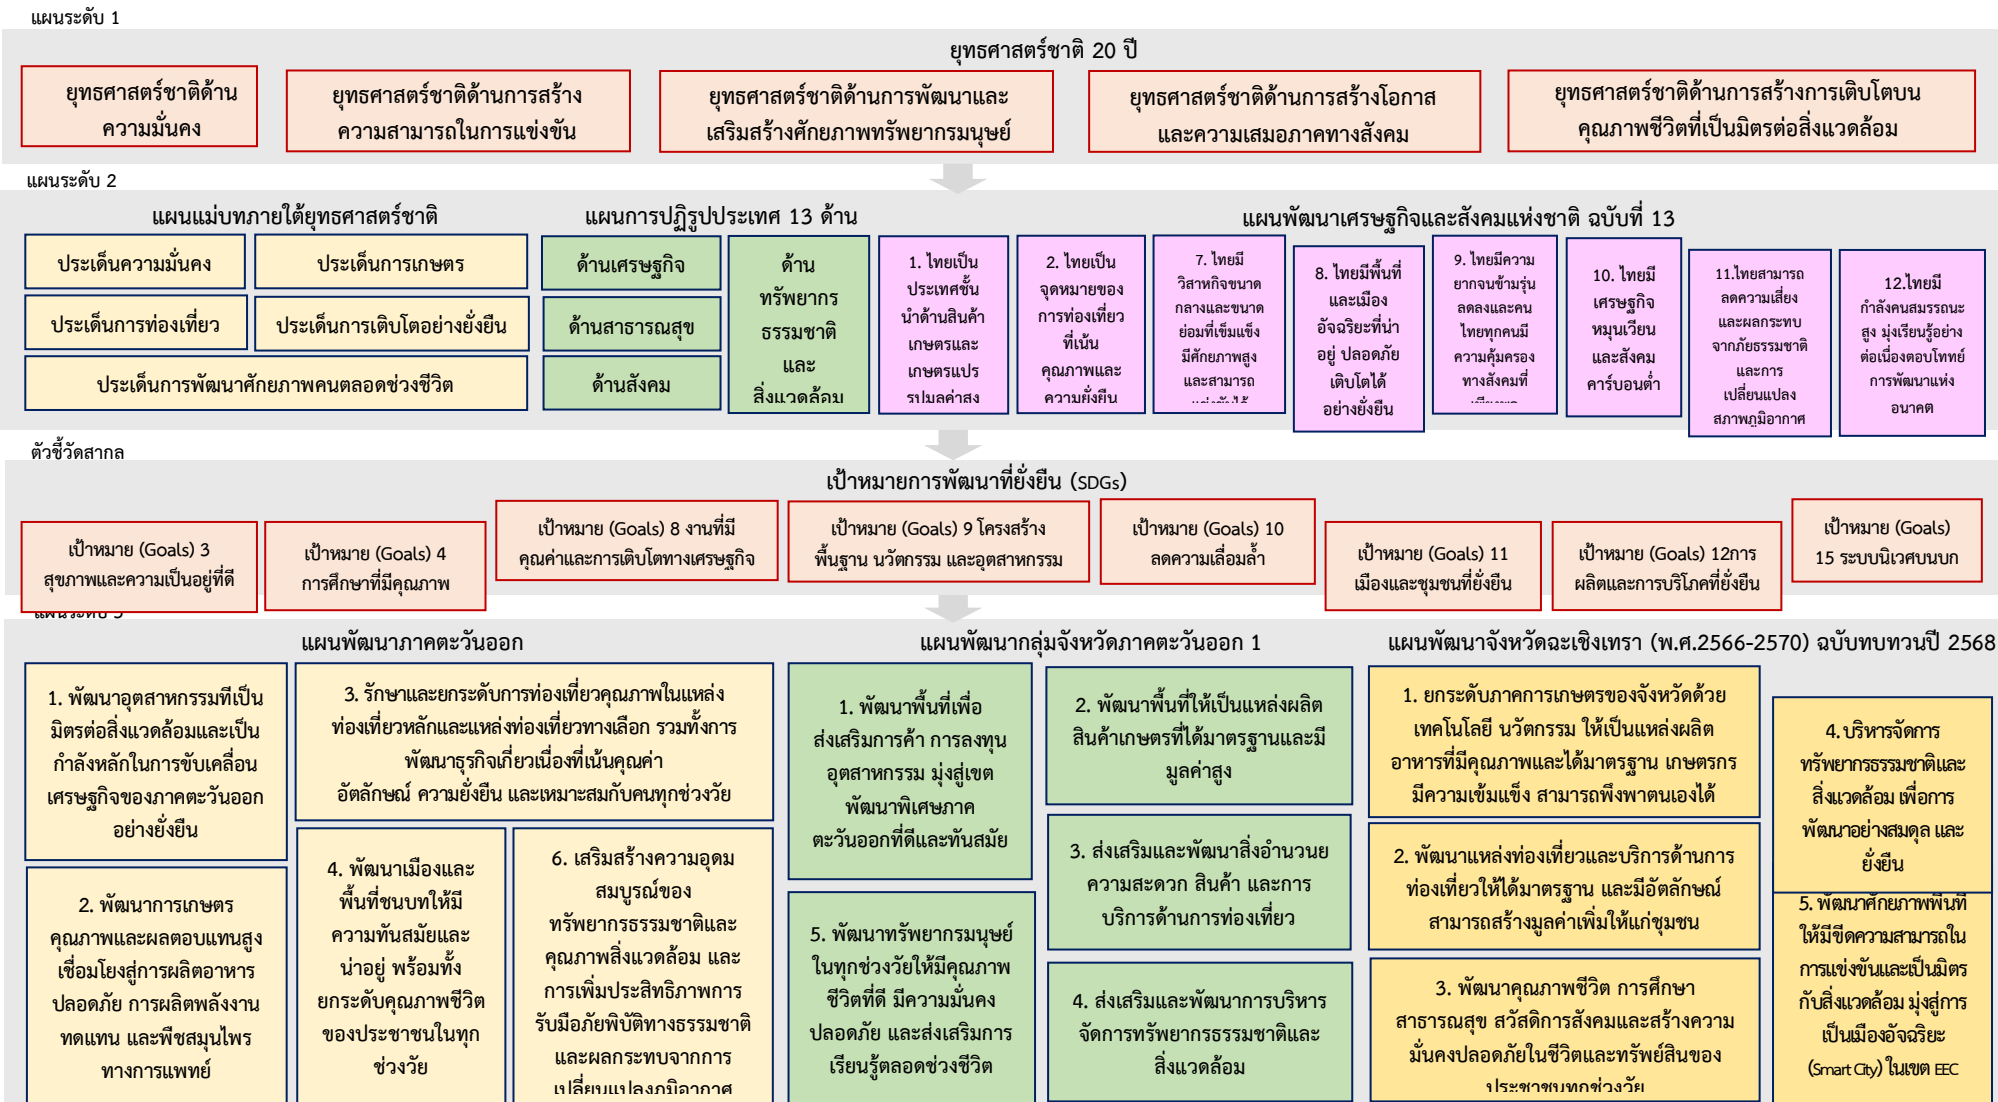 แผนระดับ 1
ยุทธศาสตร์ชาติ 20 ปี
ยุทธศาสตร์ชาติด้าน
ความมั่นคง
ยุทธศาสตร์ชาติด้านการสร้าง
ความสามารถในการแข่งขัน
ยุทธศาสตร์ชาติด้านการพัฒนาและ
เสริมสร้างศักยภาพทรัพยากรมนุษย์
ยุทธศาสตร์ชาติด้านการสร้างโอกาส
และความเสมอภาคทางสังคม
ยุทธศาสตร์ชาติด้านการสร้างการเติบโตบน
คุณภาพชีวิตที่เป็นมิตรต่อสิ่งแวดล้อม
แผนระดับ 2
แผนแม่บทภายใต้ยุทธศาสตร์ชาติ
ประเด็นความมั่นคง
ประเด็นการเกษตร
ประเด็นการท่องเที่ยว
ประเด็นการเติบโตอย่างยั่งยืน
ประเด็นการพัฒนาศักยภาพคนตลอดช่วงชีวิต
แผนการปฏิรูปประเทศ 13 ด้าน
ด้านเศรษฐกิจ
ด้านสาธารณสุข
ด้านสังคม
ด้าน
ทรัพยากร
ธรรมชาติ
และ
สิ่งแวดล้อม
แผนพัฒนาเศรษฐกิจและสังคมแห่งชาติ ฉบับที่ 13
1. ไทยเป็น
ประเทศชั้น
นำด้านสินค้า
เกษตรและ
เกษตรแปร
รูปมูลค่าสูง
2. ไทยเป็น
จุดหมายของ
การท่องเที่ยว
ที่เน้น
คุณภาพและ
ความยั่งยืน
7. ไทยมี
วิสาหกิจขนาด
กลางและขนาด
ย่อมที่เข้มแข็ง
มีศักยภาพสูง
และสามารถ
แข่งขันได้
8. ไทยมีพื้นที่
และเมือง
อัจฉริยะที่น่า
อยู่ ปลอดภัย
เติบโตได้
อย่างยั่งยืน
9. ไทยมีความ
ยากจนข้ามรุ่น
ลดลงและคน
ไทยทุกคนมี
ความคุ้มครอง
ทางสังคมที่
10. ไทยมี
เศรษฐกิจ
หมุนเวียน
และสังคม
คาร์บอนต่ำ
11.ไทยสามารถ
ลดความเสี่ยง
และผลกระทบ
จากภัยธรรมชาติ
และการ
เปลี่ยนแปลง
สภาพภูมิอากาศ
12.ไทยมี
กำลังคนสมรรถนะ
สูง มุ่งเรียนรู้อย่าง
ต่อเนื่องตอบโทย์
การพัฒนาแห่ง
อนาคต
ตัวชี้วัดสากล
เป้าหมายการพัฒนาที่ยั่งยืน (SDGs)
เป้าหมาย (Goals) 3
สุขภาพและความเป็นอยู่ที่ดี
เป้าหมาย (Goals) 4
การศึกษาที่มีคุณภาพ
เป้าหมาย (Goals) 8 งานที่มี
คุณค่าและการเติบโตทางเศรษฐกิจ
เป้าหมาย (Goals) 9 โครงสร้าง
พื้นฐาน นวัตกรรม และอุตสาหกรรม
เป้าหมาย (Goals) 10
ลดความเลื่อมล้ำ
เป้าหมาย (Goals) 11
เมืองและชุมชนที่ยั่งยืน
เป้าหมาย (Goals) 12การ
ผลิตและการบริโภคที่ยั่งยืน
เป้าหมาย (Goals)
15 ระบบนิเวศบนบก
แผนระดับ 3
แผนพัฒนาภาคตะวันออก
1. พัฒนาอุตสาหกรรมที่เป็น
มิตรต่อสิ่งแวดล้อมและเป็น
กำลังหลักในการขับเคลื่อน
เศรษฐกิจของภาคตะวันออก
อย่างยั่งยืน
2. พัฒนาการเกษตร
คุณภาพและผลตอบแทนสูง
เชื่อมโยงสู่การผลิตอาหาร
ปลอดภัย การผลิตพลังงาน
ทดแทน และพืชสมุนไพร
ทางการแพทย์
3. รักษาและยกระดับการท่องเที่ยวคุณภาพในแหล่ง
ท่องเที่ยวหลักและแหล่งท่องเที่ยวทางเลือก รวมทั้งการ
พัฒนาธุรกิจเกี่ยวเนื่องที่เน้นคุณค่า
อัตลักษณ์ ความยั่งยืน และเหมาะสมกับคนทุกช่วงวัย
4. พัฒนาเมืองและ
พื้นที่ชนบทให้มี
ความทันสมัยและ
น่าอยู่ พร้อมทั้ง
ยกระดับคุณภาพชีวิต
ของประชาชนในทุก
ช่วงวัย
6. เสริมสร้างความอุดม
สมบูรณ์ของ
ทรัพยากรธรรมชาติและ
คุณภาพสิ่งแวดล้อม และ
การเพิ่มประสิทธิภาพการ
รับมือภัยพิบัติทางธรรมชาติ
และผลกระทบจากการ
เปลี่ยนแปลงภูมิอากาศ
แผนพัฒนากลุ่มจังหวัดภาคตะวันออก 1
1. พัฒนาพื้นที่เพื่อ
ส่งเสริมการค้า การลงทุน
อุตสาหกรรม มุ่งสู่เขต
พัฒนาพิเศษภาค
ตะวันออกที่ดีและทันสมัย
5. พัฒนาทรัพยากรมนุษย์
ในทุกช่วงวัยให้มีคุณภาพ
ชีวิตที่ดี มีความมั่นคง
ปลอดภัย และส่งเสริมการ
เรียนรู้ตลอดช่วงชีวิต
2. พัฒนาพื้นที่ให้เป็นแหล่งผลิต
สินค้าเกษตรที่ได้มาตรฐานและมี
มูลค่าสูง
3. ส่งเสริมและพัฒนาสิ่งอำนวย
ความสะดวก สินค้า และการ
บริการด้านการท่องเที่ยว
4. ส่งเสริมและพัฒนาการบริหาร
จัดการทรัพยากรธรรมชาติและ
สิ่งแวดล้อม
แผนพัฒนาจังหวัดฉะเชิงเทรา (พ.ศ.2566-2570) ฉบับทบทวนปี 2568
1. ยกระดับภาคการเกษตรของจังหวัดด้วย
เทคโนโลยี นวัตกรรม ให้เป็นแหล่งผลิต
อาหารที่มีคุณภาพและได้มาตรฐาน เกษตรกร
มีความเข้มแข็ง สามารถพึงพาตนเองได้
2. พัฒนาแหล่งท่องเที่ยวและบริการด้านการ
ท่องเที่ยวให้ได้มาตรฐาน และมีอัตลักษณ์
สามารถสร้างมูลค่าเพิ่มให้แก่ชุมชน
3. พัฒนาคุณภาพชีวิต การศึกษา
สาธารณสุข สวัสดิการสังคมและสร้างความ
มั่นคงปลอดภัยในชีวิตและทรัพย์สินของ
ประชาชนทุกช่วงวัย
4. บริหารจัดการ
ทรัพยากรธรรมชาติและ
สิ่งแวดล้อม เพื่อการ
พัฒนาอย่างสมดุล และ
ยั่งยืน
5. พัฒนาศักยภาพพื้นที่
ให้มีขีดความสามารถใน
การแข่งขันและเป็นมิตร
กับสิ่งแวดล้อม มุ่งสู่การ
เป็นเมืองอัจฉริยะ
(Smart City) ในเขต EEC